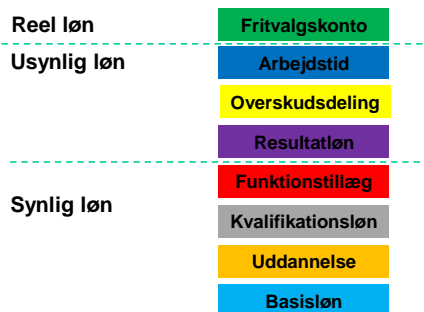 Reel løn
Fritvalgskonto
Usynlig løn
Arbejdstid
Overskudsdeling
Resultatløn
Funktionstillæg
Synlig løn
Kvalifikationsløn
Uddannelse
Basisløn